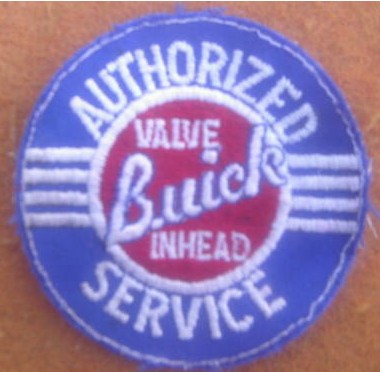 AUTHORIZED
VALVE
Buick
INHEAD
SERVICE